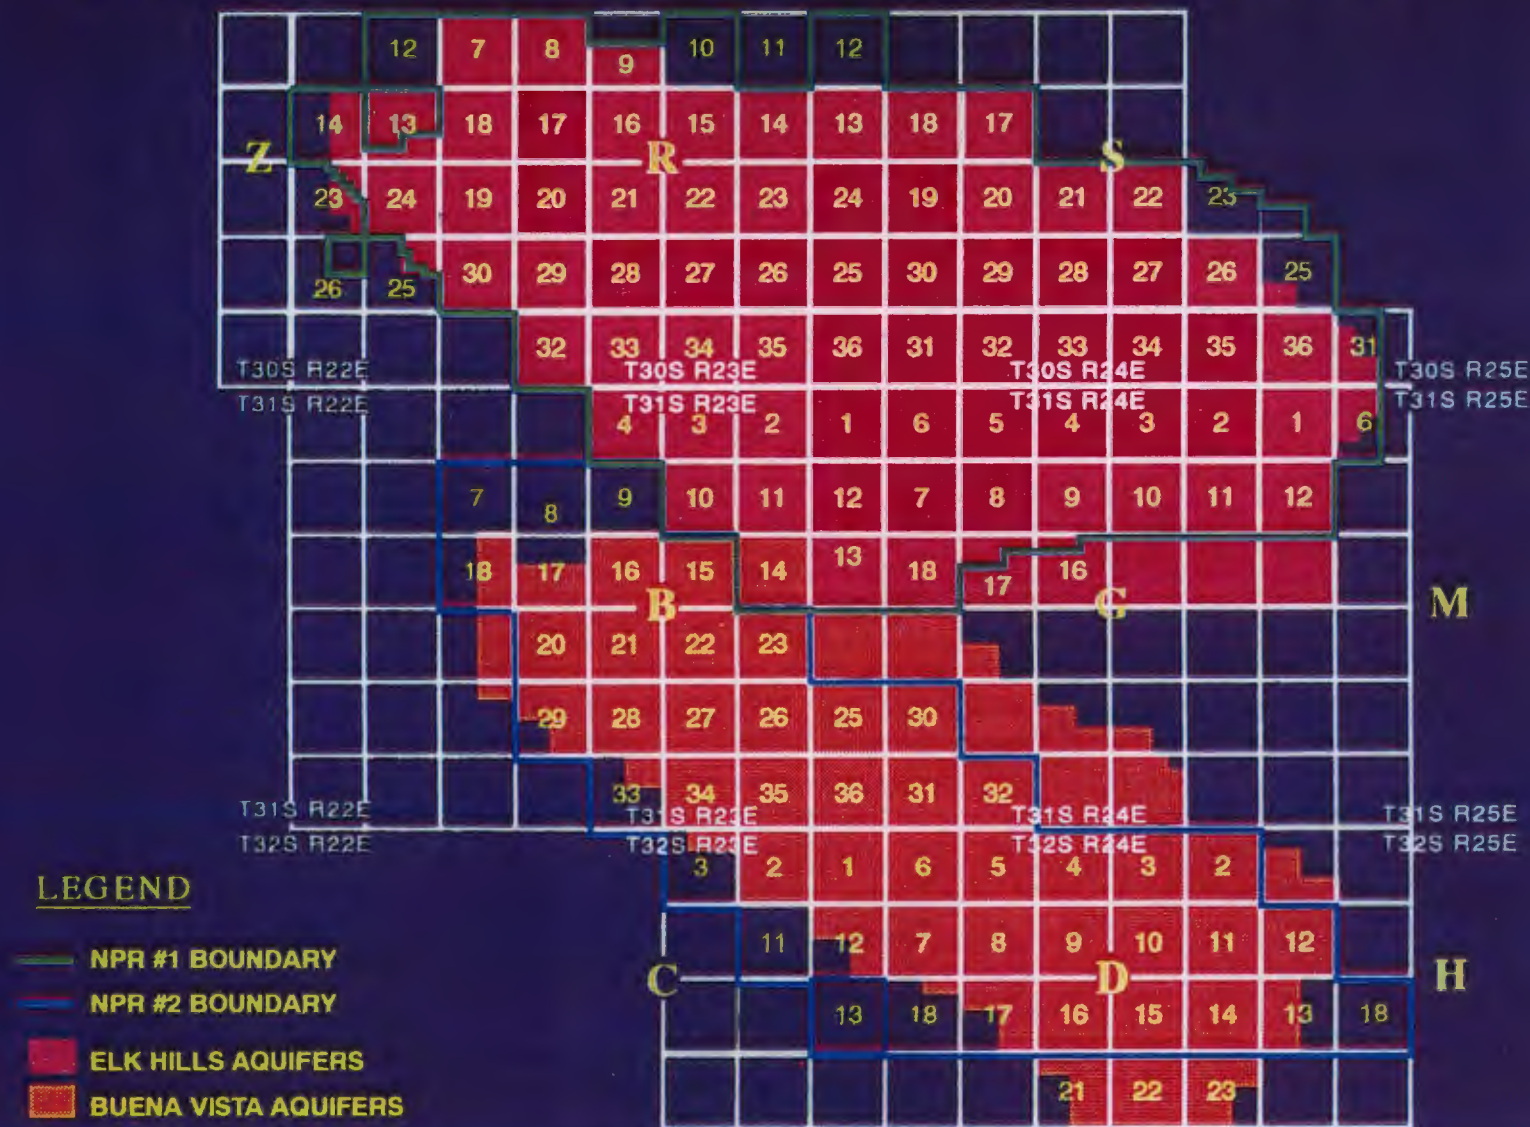 12 7 8 9 10 11 12
14 13 18 17 16 15 14 13 18 17
Z R S
23 24 19 20 21 22 23 24 19 20 21 22 23
26 25 30 29 28 27 26 25 30 29 28 27 26 25
32 33 34 35 36 31 32 33 34 35 36 31
T30S R22E T30S R23E T30S R24E T30S R25E
T31S R22E T31S R23E T31S R24E T31S R25E
4 3 2 1 6 5 4 3 2 1 6
7 8 9 10 11 12 7 8 9 10 11 12
18 17 16 15 14 13 18 17 16
B G M
20 21 22 23
29 28 27 26 25 30
33 34 35 36 31 32
T31S R22E T31S R23E T31S R24E T31S R25E
T32S R22E T32S R23E T32S R24E T32S R25E
3 2 1 6 5 4 3 2
11 12 7 8 9 10 11 12
C D H
13 18 17 16 15 14 13 18
21 22 23
LEGEND
NPR #1 BOUNDARY
NPR #2 BOUNDARY
ELK HILLS AQUIFERS
BUENA VISTA AQUIFERS